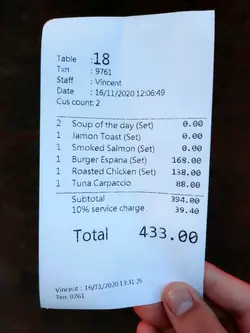 Table : 18
Txn : 9761
Staff : Vincent
Date : 16/11/2020 12:06:49
Cus count: 2
2 Soup of the day (Set) 0.00
1 Jamon Toast (Set) 0.00
1 Smoked Salmon (Set) 0.00
1 Burger Espana (Set) 168.00
1 Roasted Chicken (Set) 138.00
1 Tuna Carpaccio 88.00
Subtotal 394.00
10% service charge 39.40
Total 433.00
Vincent : 16/11/2020 13:31:25
Txn: 9761